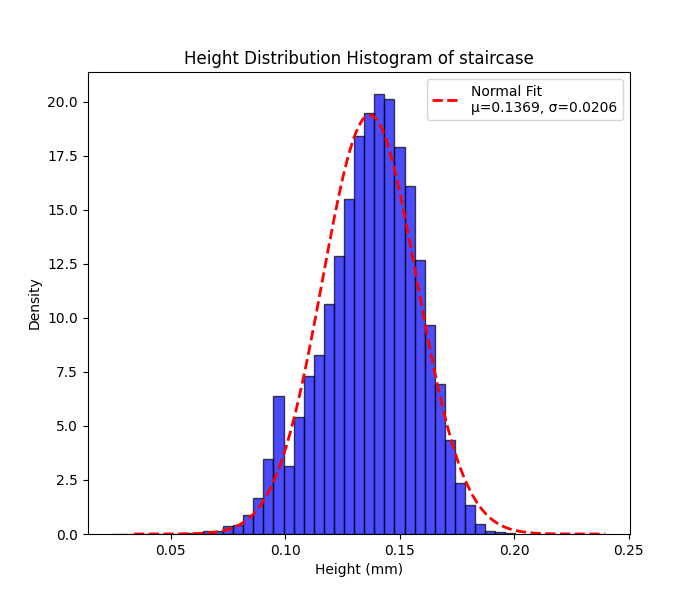 Height Distribution Histogram of staircase
Normal Fit
μ=0.1369, σ=0.0206
20.0
17.5
15.0
12.5
10.0
7.5
5.0
2.5
0.0
Density
0.05
0.10
0.15
0.20
0.25
Height (mm)